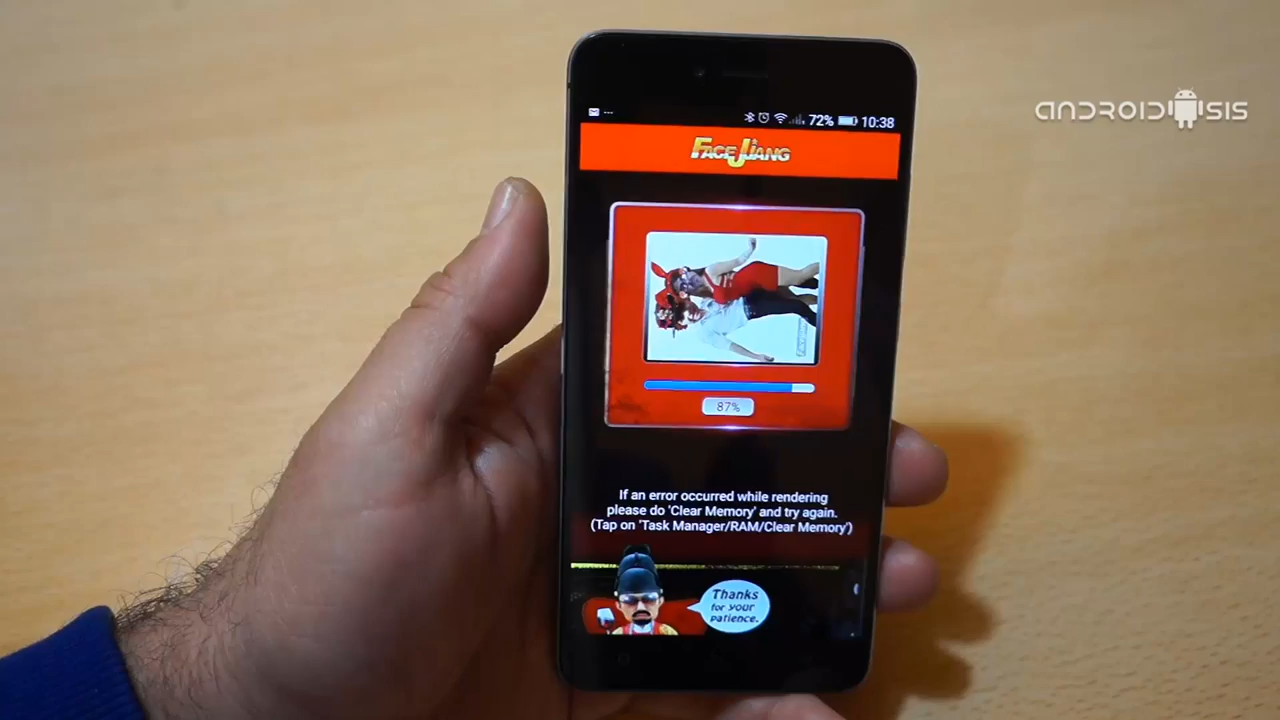 ANDROIDSIS
72% 10:38
FACEJJANG
87%
If an error occurred while rendering
please do 'Clear Memory' and try again.
(Tap on 'Task Manager/RAM/Clear Memory')
Thanks
for your
patience.